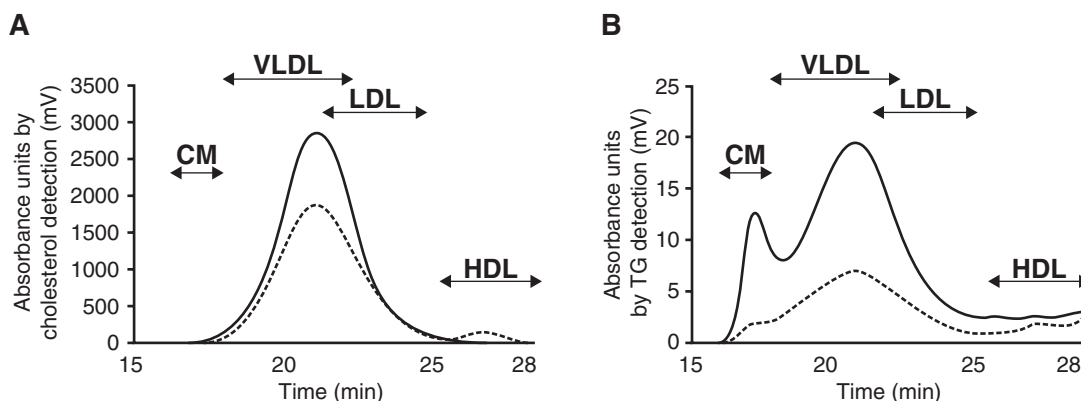 A
Absorbance units by
cholesterol detection (mV)
3500
3000
2500
2000
1500
1000
500
0
VLDL
LDL
CM
HDL
15
20
25
28
Time (min)
B
Absorbance units
by TG detection (mV)
25
20
15
10
5
0
VLDL
LDL
CM
HDL
15
20
25
28
Time (min)